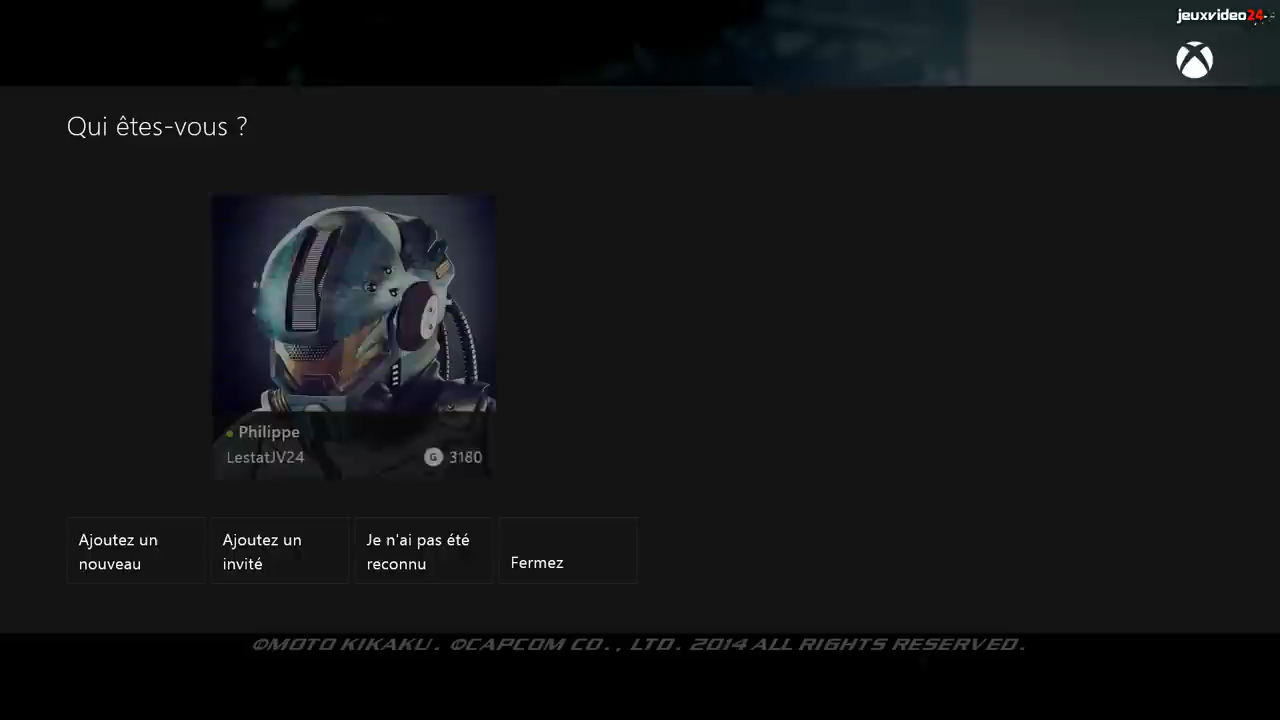 jeuxvideo24
Qui êtes-vous ?
Philippe
LestatJV24
G 3180
Ajoutez un
nouveau
Ajoutez un
invité
Je n'ai pas été
reconnu
Fermez
©MOTO KIKAKU. ©CAPCOM CO., LTD. 2014 ALL RIGHTS RESERVED.